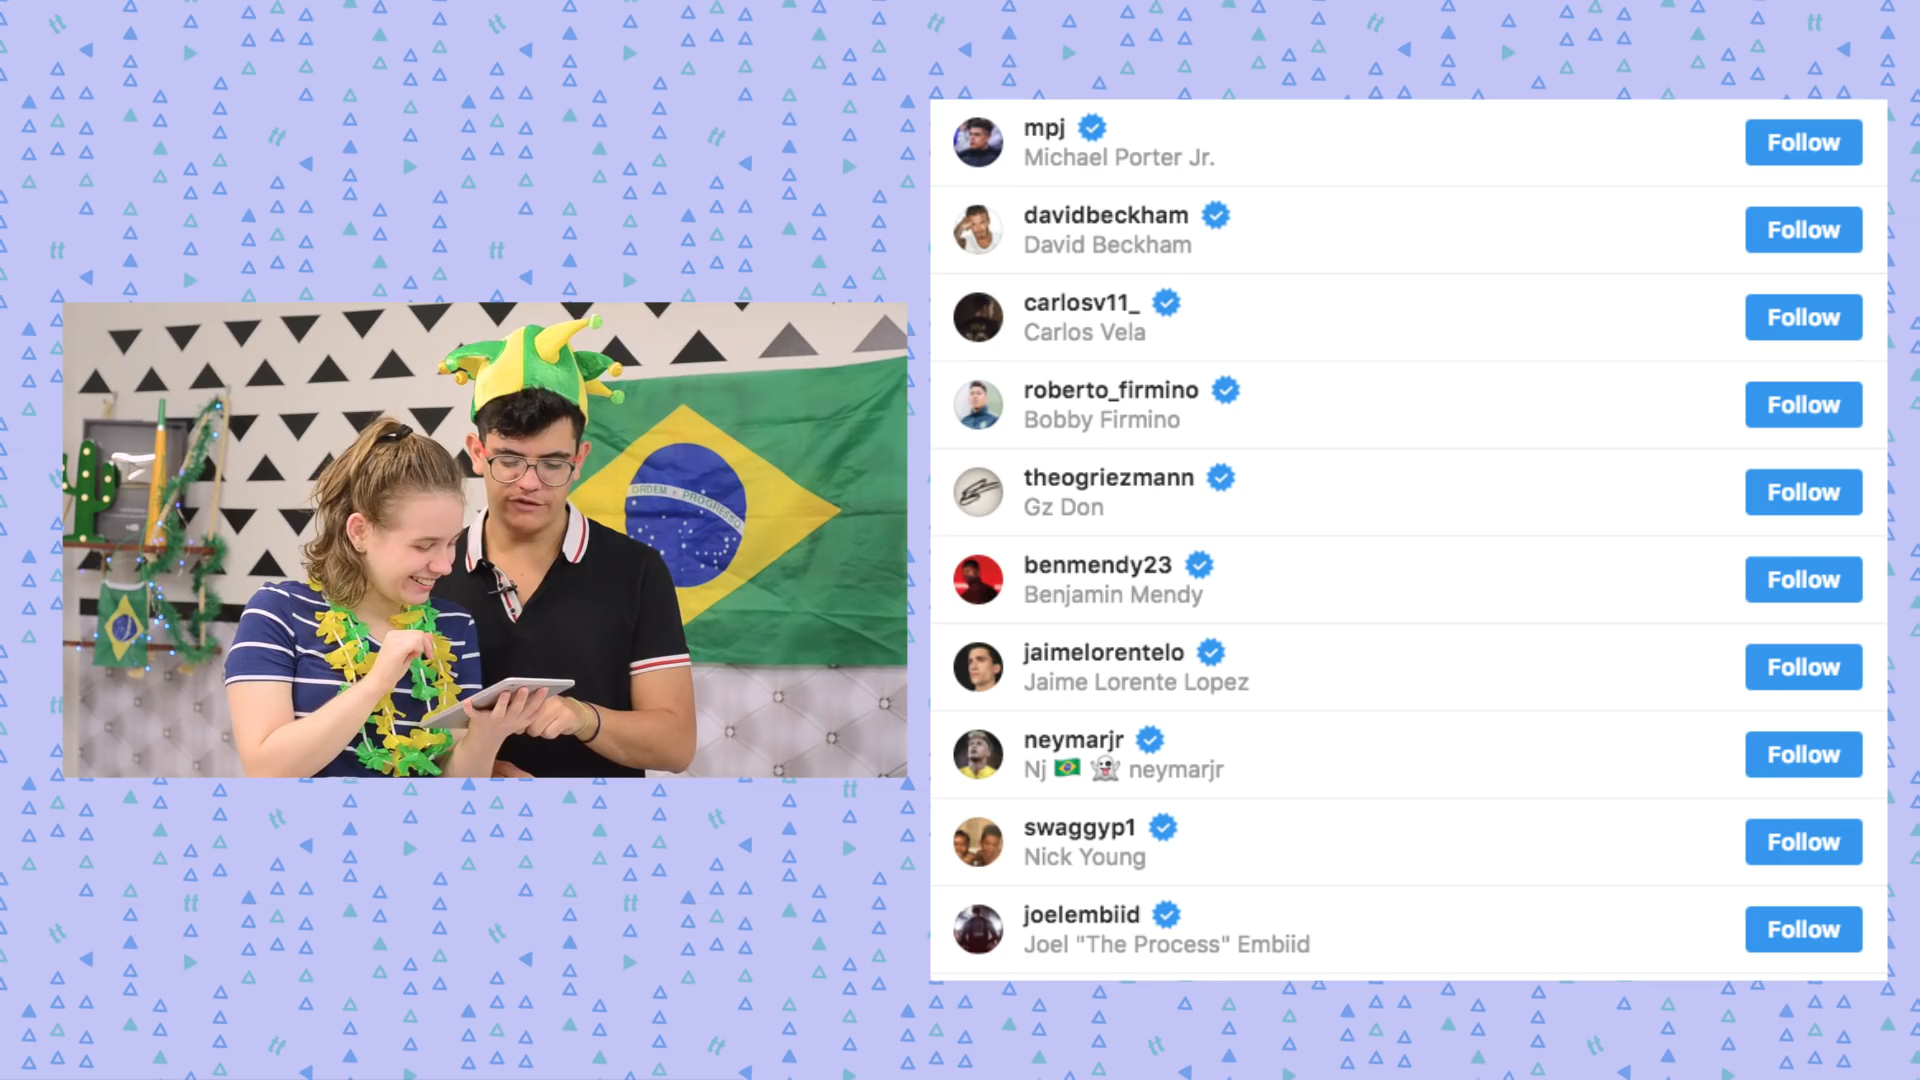 ORDEM E PROGRESSO
mpj
Michael Porter Jr.
Follow
davidbeckham
David Beckham
Follow
carlosv11_
Carlos Vela
Follow
roberto_firmino
Bobby Firmino
Follow
theogriezmann
Gz Don
Follow
benmendy23
Benjamin Mendy
Follow
jaimelorentelo
Jaime Lorente Lopez
Follow
neymarjr
Nj 🇧🇷 👻 neymarjr
Follow
swaggyp1
Nick Young
Follow
joelembiid
Joel "The Process" Embiid
Follow